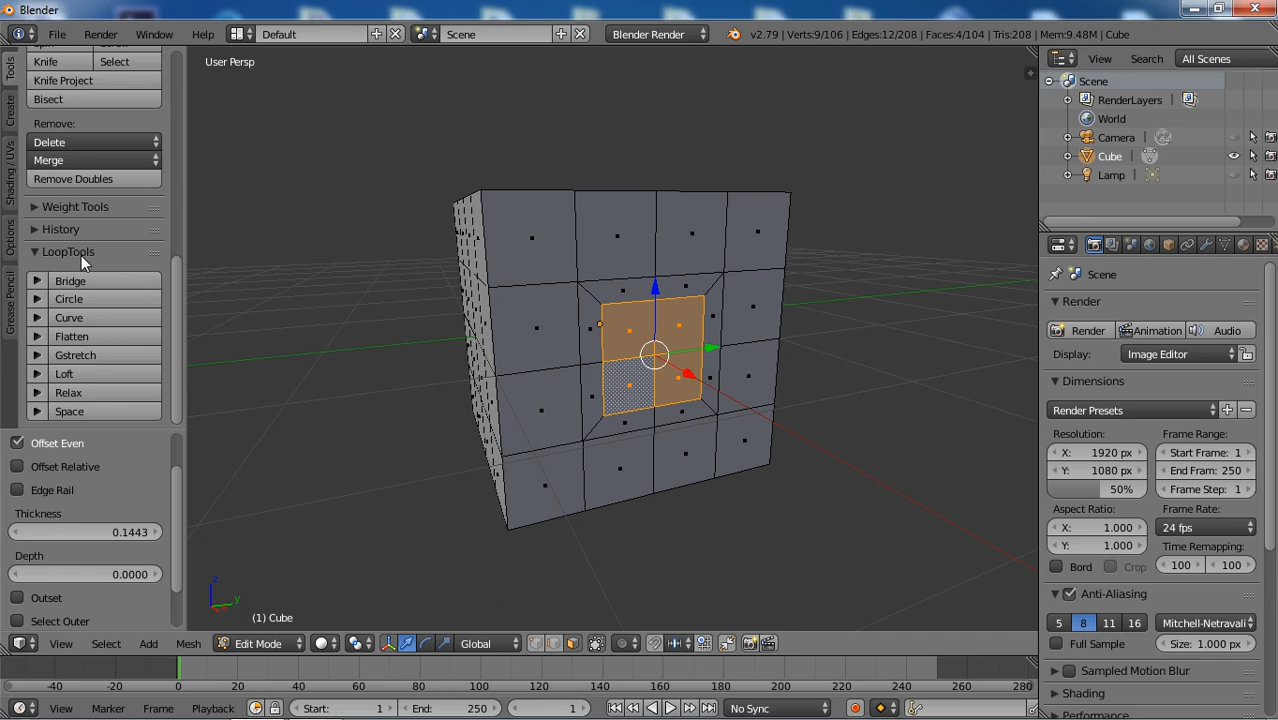 Blender
File Render Window Help Default Scene Blender Render v2.79 | Verts:9/106 | Edges:12/208 | Faces:4/104 | Tris:208 | Mem:9.48M | Cube
Tools
Create
Shading / UVs
Options
Grease Pencil
Knife Select
Knife Project
Bisect
Remove:
Delete
Merge
Remove Doubles
Weight Tools
History
LoopTools
Bridge
Circle
Curve
Flatten
Gstretch
Loft
Relax
Space
Offset Even
Offset Relative
Edge Rail
Thickness
0.1443
Depth
0.0000
Outset
Select Outer
User Persp
z
y
(1) Cube
View Select Add Mesh Edit Mode Global
-40 -20 0 20 40 60 80 100 120 140 160 180 200 220 240 260 280
View Marker Frame Playback Start: 1 End: 250 1 No Sync
View Search All Scenes
Scene
RenderLayers
World
Camera
Cube
Lamp
Scene
Render
Render Animation Audio
Display: Image Editor
Dimensions
Render Presets
Resolution: Frame Range:
X: 1920 px Start Frame: 1
Y: 1080 px End Fram: 250
50% Frame Step: 1
Aspect Ratio: Frame Rate:
X: 1.000 24 fps
Y: 1.000 Time Remapping:
Bord Crop 100 100
Anti-Aliasing
5 8 11 16 Mitchell-Netravali
Full Sample Size: 1.000 px
Sampled Motion Blur
Shading
Performance